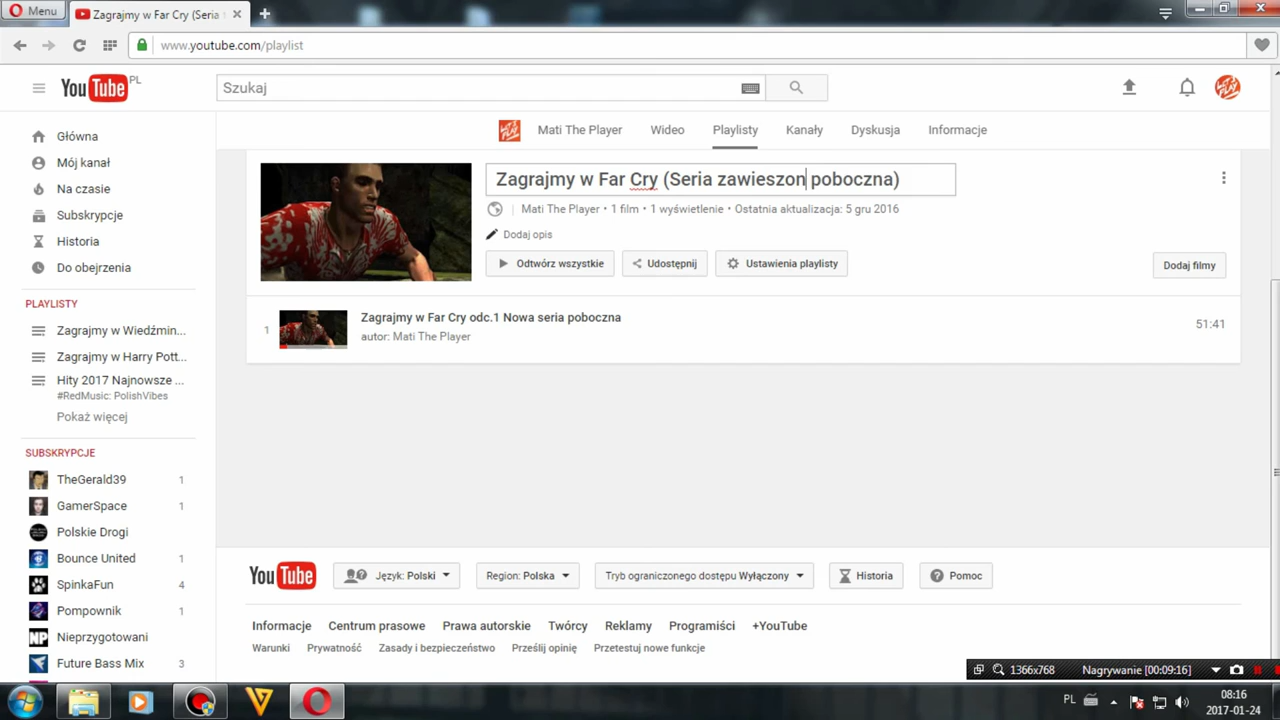 Menu
Zagrajmy w Far Cry (Seria
www.youtube.com/playlist
YouTube PL
Szukaj
Główna
Mój kanał
Na czasie
Subskrypcje
Historia
Do obejrzenia
PLAYLISTY
Zagrajmy w Wiedźmin...
Zagrajmy w Harry Pott...
Hity 2017 Najnowsze ...
#RedMusic: PolishVibes
Pokaż więcej
SUBSKRYPCJE
TheGerald39 1
GamerSpace 1
Polskie Drogi
Bounce United 1
SpinkaFun 4
Pompownik 1
Nieprzygotowani
Future Bass Mix 3
LET'S PLAY
Mati The Player Wideo Playlisty Kanały Dyskusja Informacje
Zagrajmy w Far Cry (Seria zawieszon poboczna)
Mati The Player • 1 film • 1 wyświetlenie • Ostatnia aktualizacja: 5 gru 2016
Dodaj opis
Odtwórz wszystkie Udostępnij Ustawienia playlisty
Dodaj filmy
1 Zagrajmy w Far Cry odc.1 Nowa seria poboczna
autor: Mati The Player
51:41
YouTube Język: Polski Region: Polska Tryb ograniczonego dostępu Wyłączony Historia Pomoc
Informacje Centrum prasowe Prawa autorskie Twórcy Reklamy Programiści +YouTube
Warunki Prywatność Zasady i bezpieczeństwo Prześlij opinię Przetestuj nowe funkcje
1366x768 Nagrywanie [00:09:16]
PL
08:16
2017-01-24